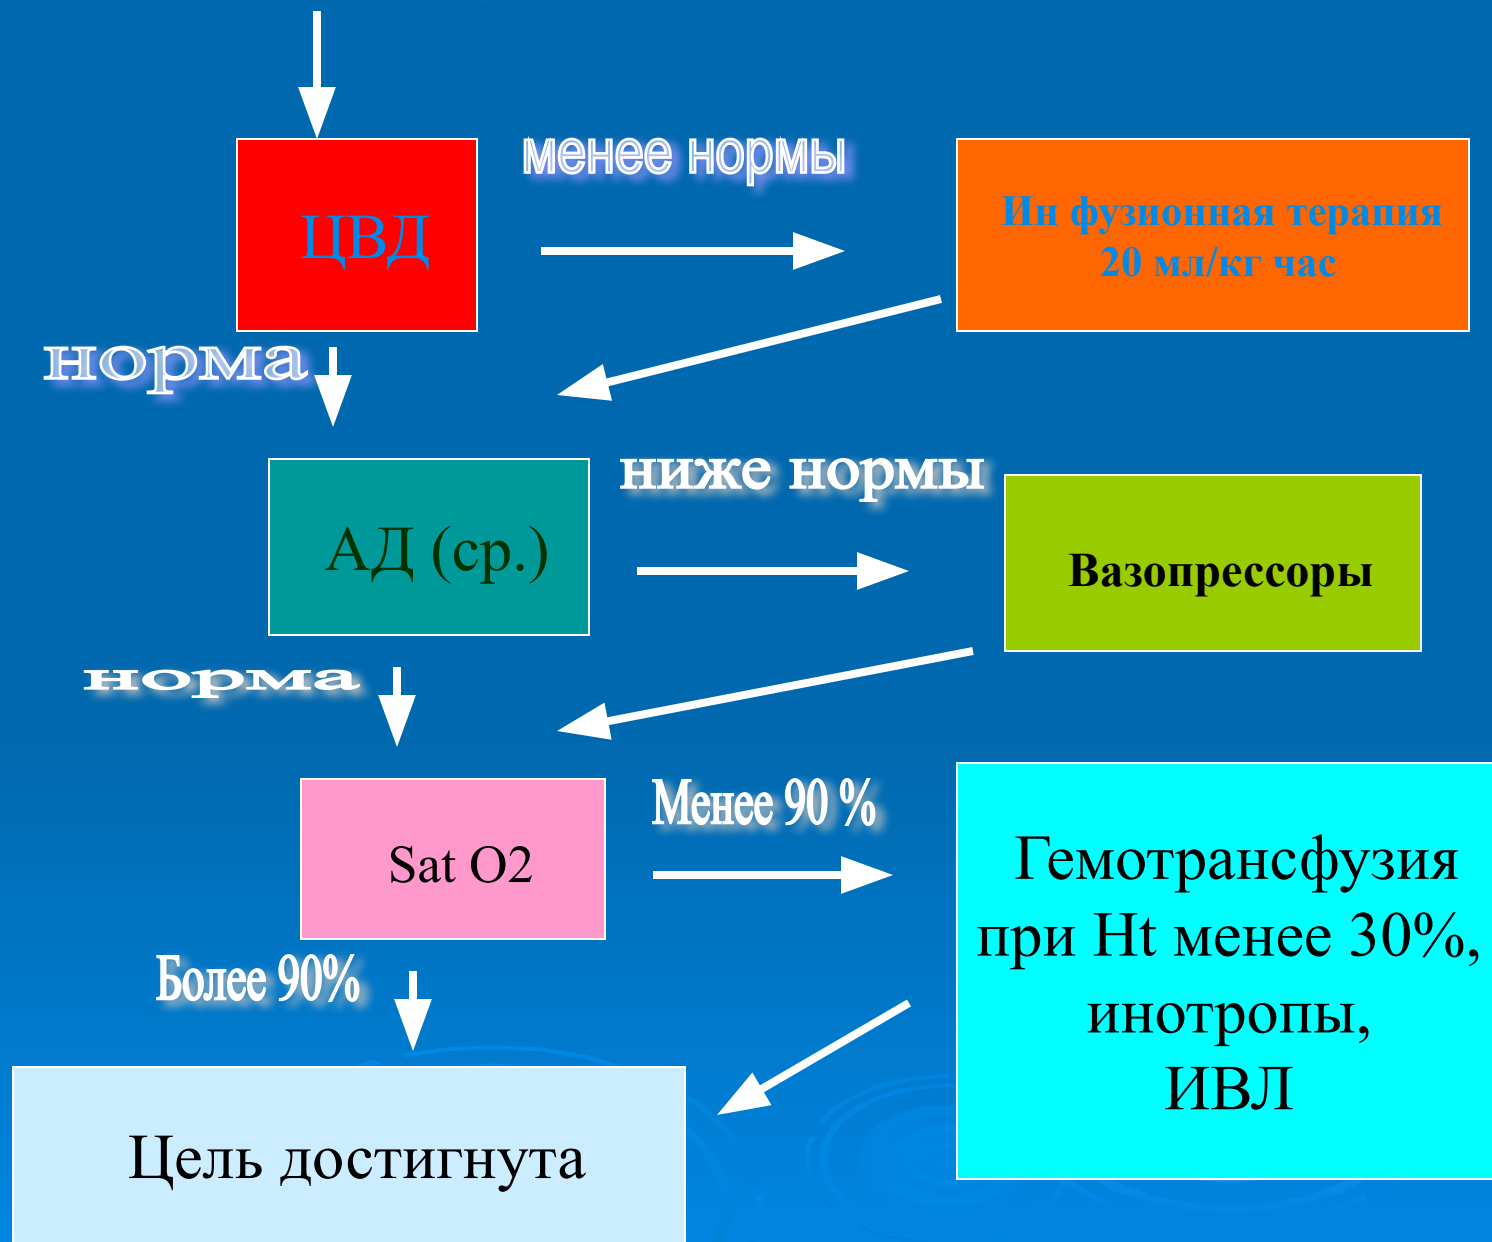 менее нормы
ЦВД
Ин фузионная терапия
20 мл/кг час
норма
ниже нормы
АД (ср.)
Вазопрессоры
норма
Менее 90 %
Sat O2
Гемотрансфузия
при Ht менее 30%,
инотропы,
ИВЛ
Более 90%
Цель достигнута